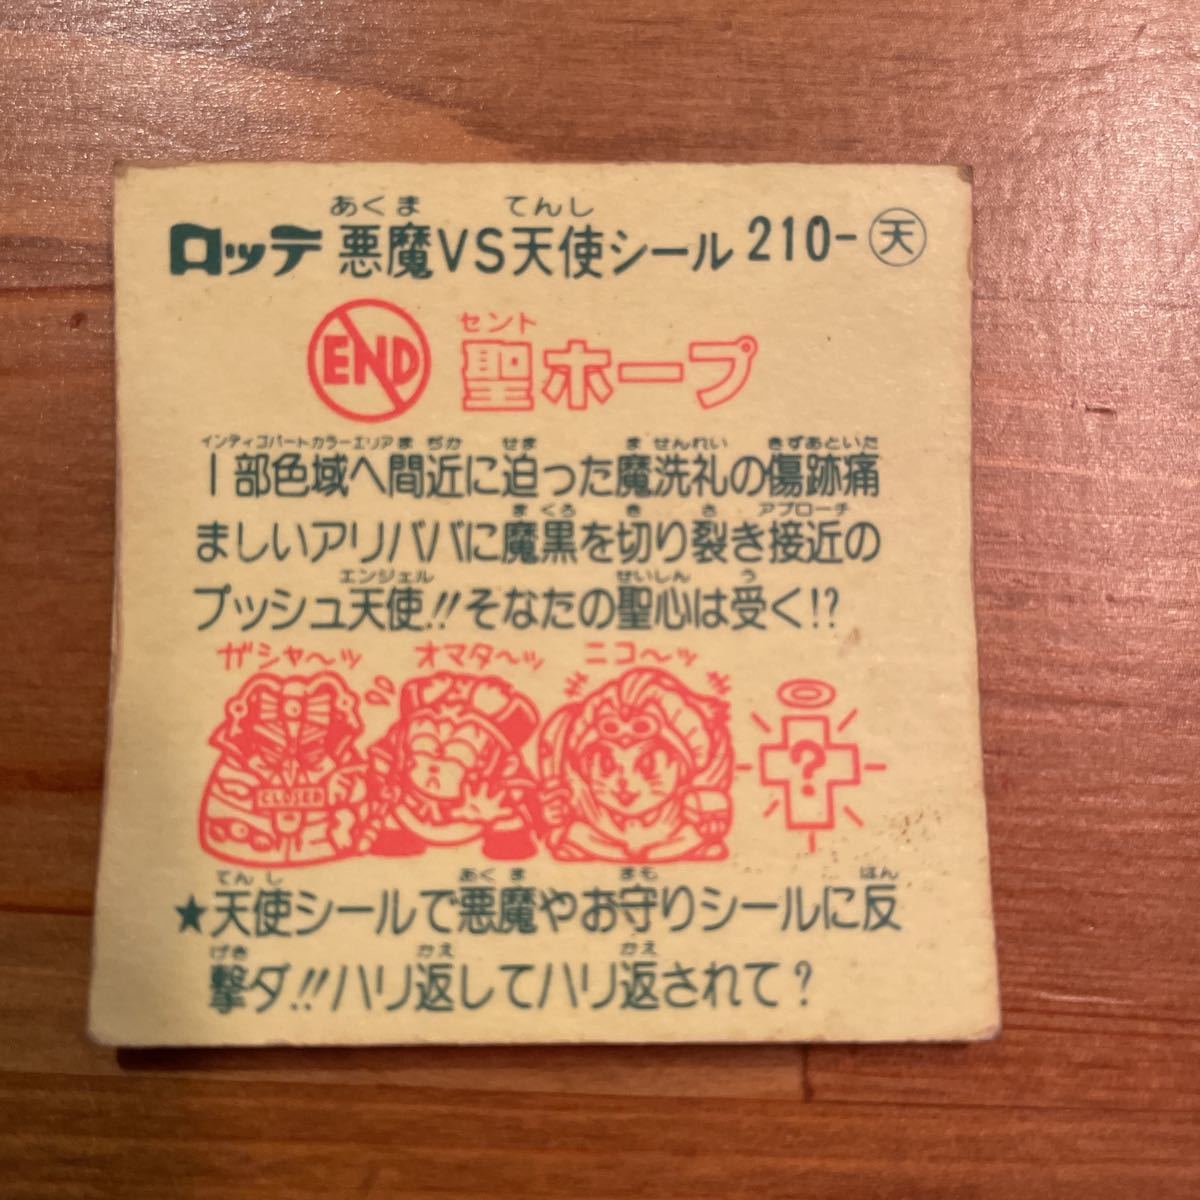 あくま てんし
ロッテ 悪魔VS天使シール 210-天
セント
END 聖ホープ
インディゴパートカラーエリア まぢか せま ま せんれい きずあといた
I部色域へ間近に迫った魔洗礼の傷跡痛
まくろ き さ アプローチ
ましいアリババに魔黒を切り裂き接近の
エンジェル せいしん う
プッシュ天使!!そなたの聖心は受く!?
ガシャ〜ッ オマタ〜ッ ニコ〜ッ
CLOSED ?
てんし あくま まも はん
★天使シールで悪魔やお守りシールに反
げき かえ かえ
撃ダ!!ハリ返してハリ返されて?